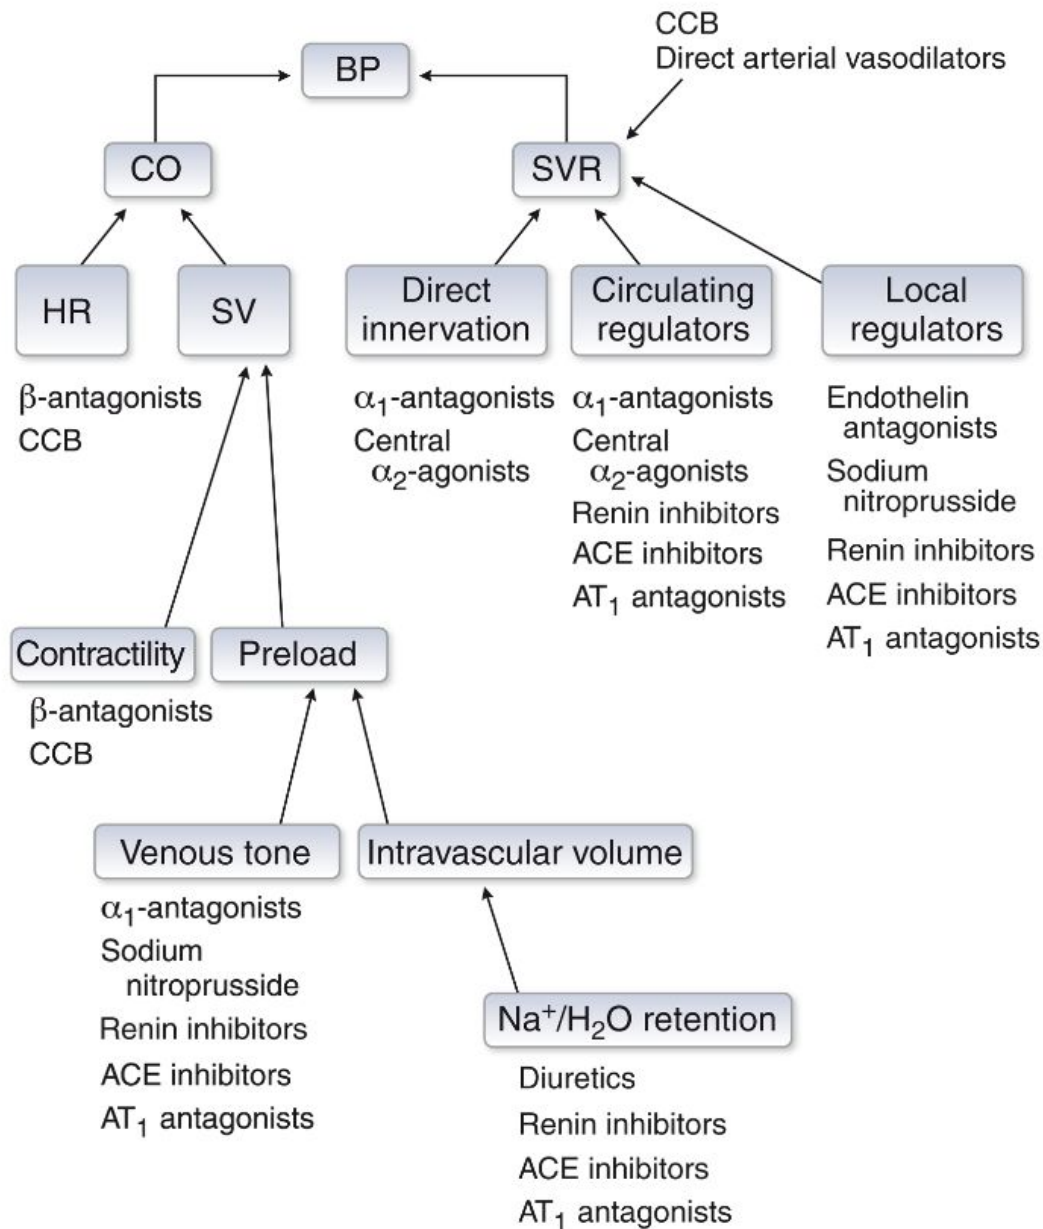 CCB
Direct arterial vasodilators
BP
CO
SVR
HR
SV
Direct
innervation
Circulating
regulators
Local
regulators
β-antagonists
CCB
α₁-antagonists
Central
α₂-agonists
α₁-antagonists
Central
α₂-agonists
Renin inhibitors
ACE inhibitors
AT₁ antagonists
Endothelin
antagonists
Sodium
nitroprusside
Renin inhibitors
ACE inhibitors
AT₁ antagonists
Contractility
Preload
β-antagonists
CCB
Venous tone
Intravascular volume
α₁-antagonists
Sodium
nitroprusside
Renin inhibitors
ACE inhibitors
AT₁ antagonists
Na⁺/H₂O retention
Diuretics
Renin inhibitors
ACE inhibitors
AT₁ antagonists